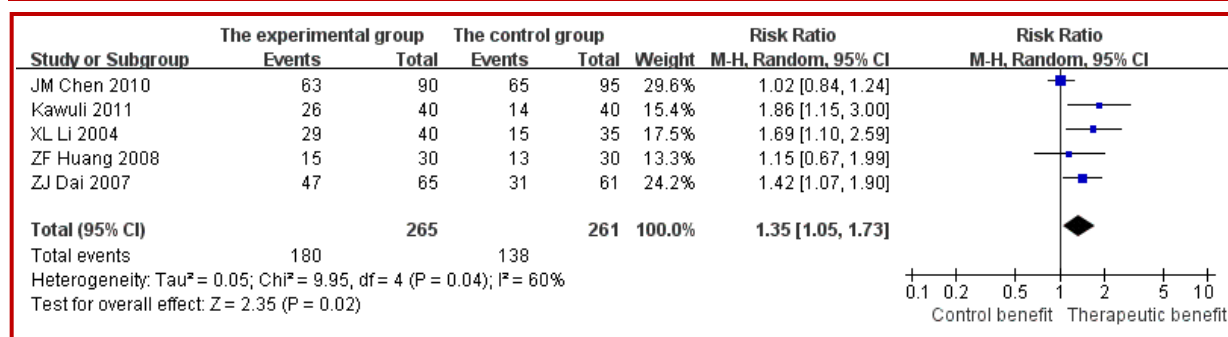 The experimental group The control group Risk Ratio Risk Ratio
Study or Subgroup Events Total Events Total Weight M-H, Random, 95% CI M-H, Random, 95% CI
JM Chen 2010 63 90 65 95 29.6% 1.02 [0.84, 1.24]
Kawuli 2011 26 40 14 40 15.4% 1.86 [1.15, 3.00]
XL Li 2004 29 40 15 35 17.5% 1.69 [1.10, 2.59]
ZF Huang 2008 15 30 13 30 13.3% 1.15 [0.67, 1.99]
ZJ Dai 2007 47 65 31 61 24.2% 1.42 [1.07, 1.90]
Total (95% CI) 265 261 100.0% 1.35 [1.05, 1.73]
Total events 180 138
Heterogeneity: Tau² = 0.05; Chi² = 9.95, df = 4 (P = 0.04); I² = 60%
Test for overall effect: Z = 2.35 (P = 0.02)
0.1 0.2 0.5 1 2 5 10
Control benefit Therapeutic benefit